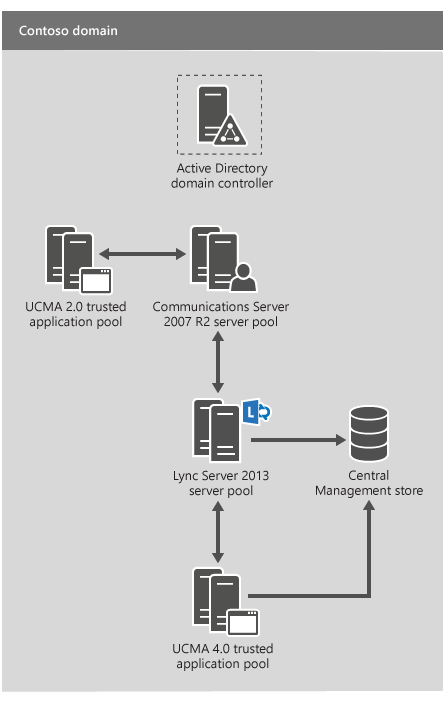 Contoso domain
Active Directory
domain controller
UCMA 2.0 trusted
application pool
Communications Server
2007 R2 server pool
L
Lync Server 2013
server pool
Central
Management store
UCMA 4.0 trusted
application pool